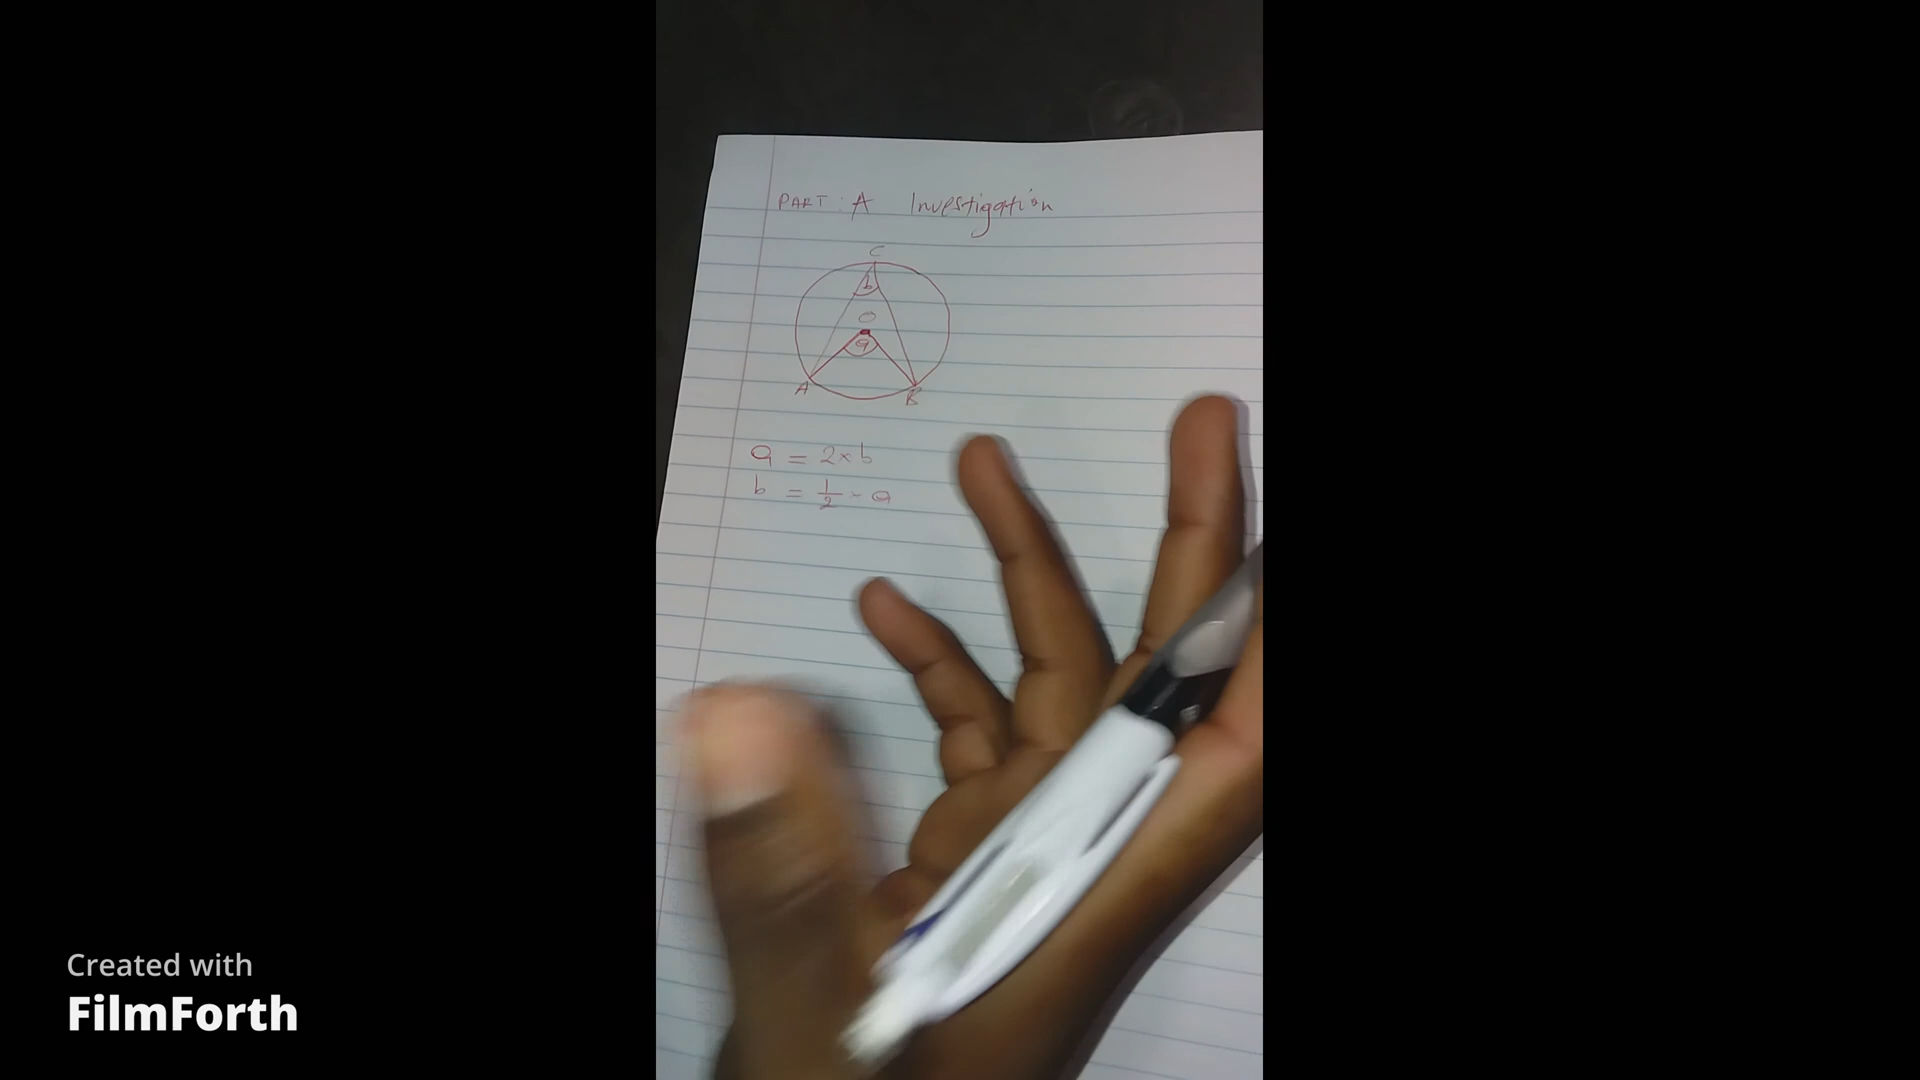 PART : A Investigation
C
b
O
a
A
B
a = 2 × b
b = 1/2 - a
Created with
FilmForth